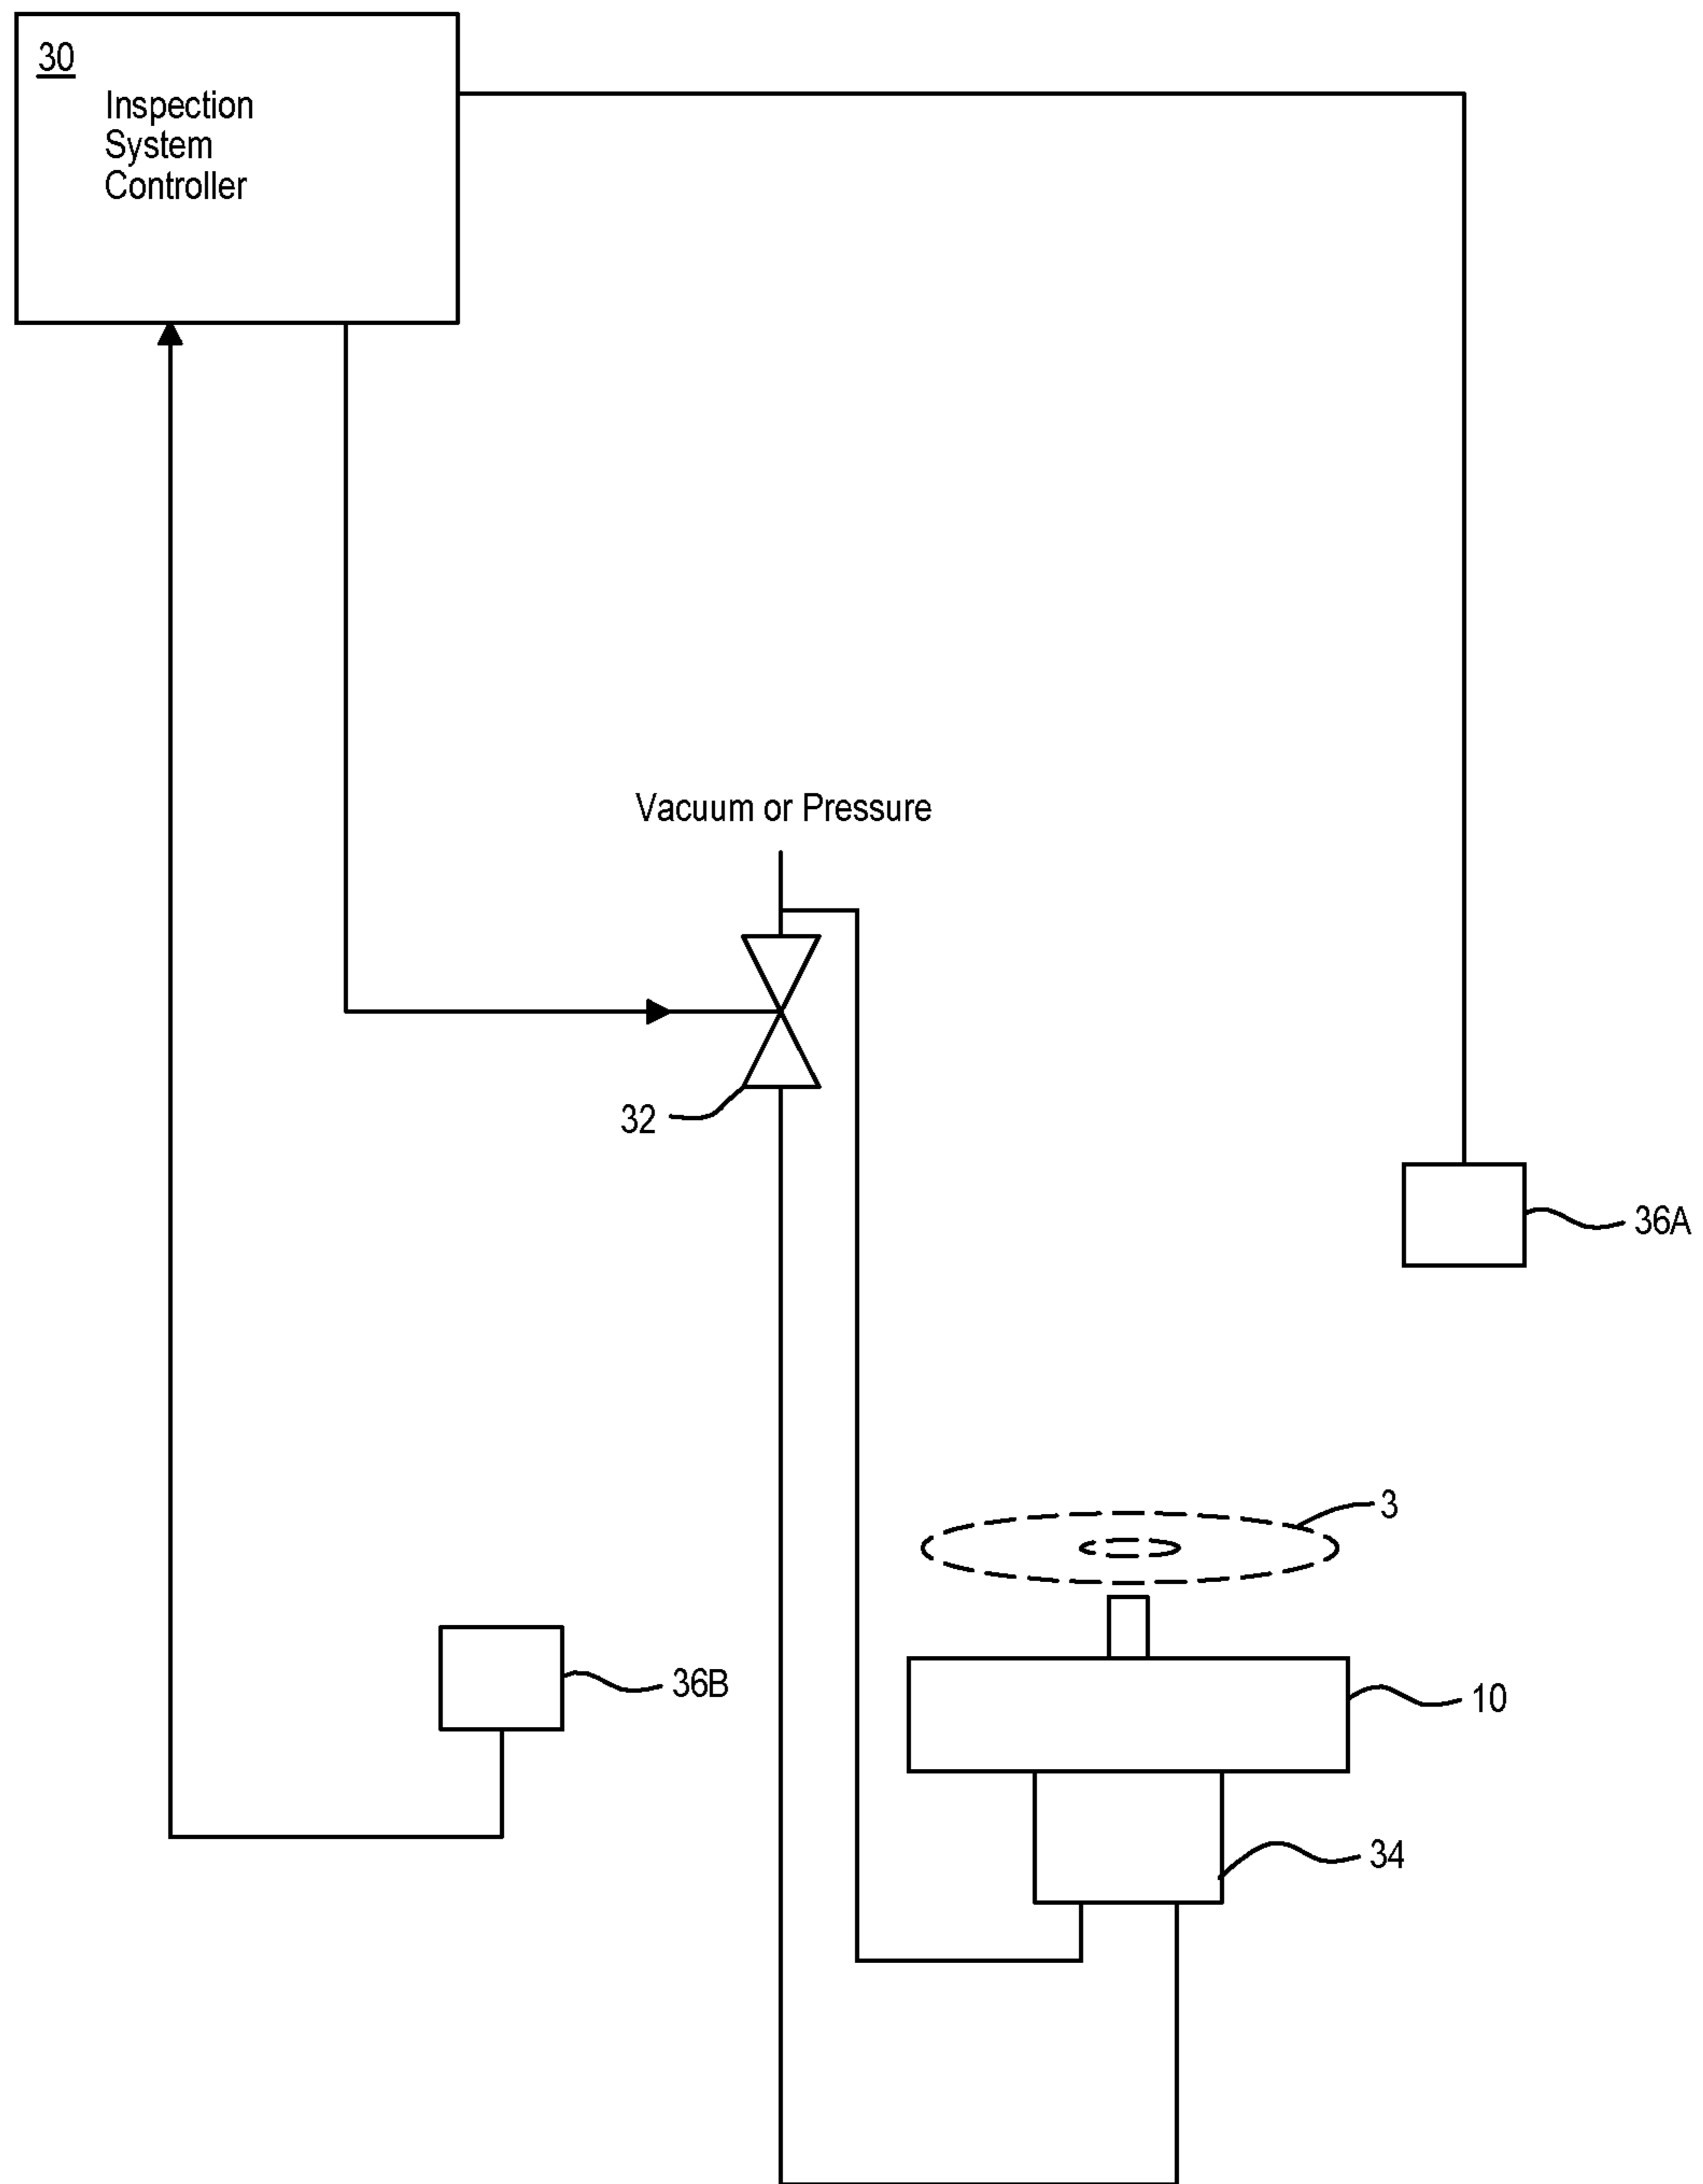 30
Inspection
System
Controller
Vacuum or Pressure
32
36A
3
36B
10
34